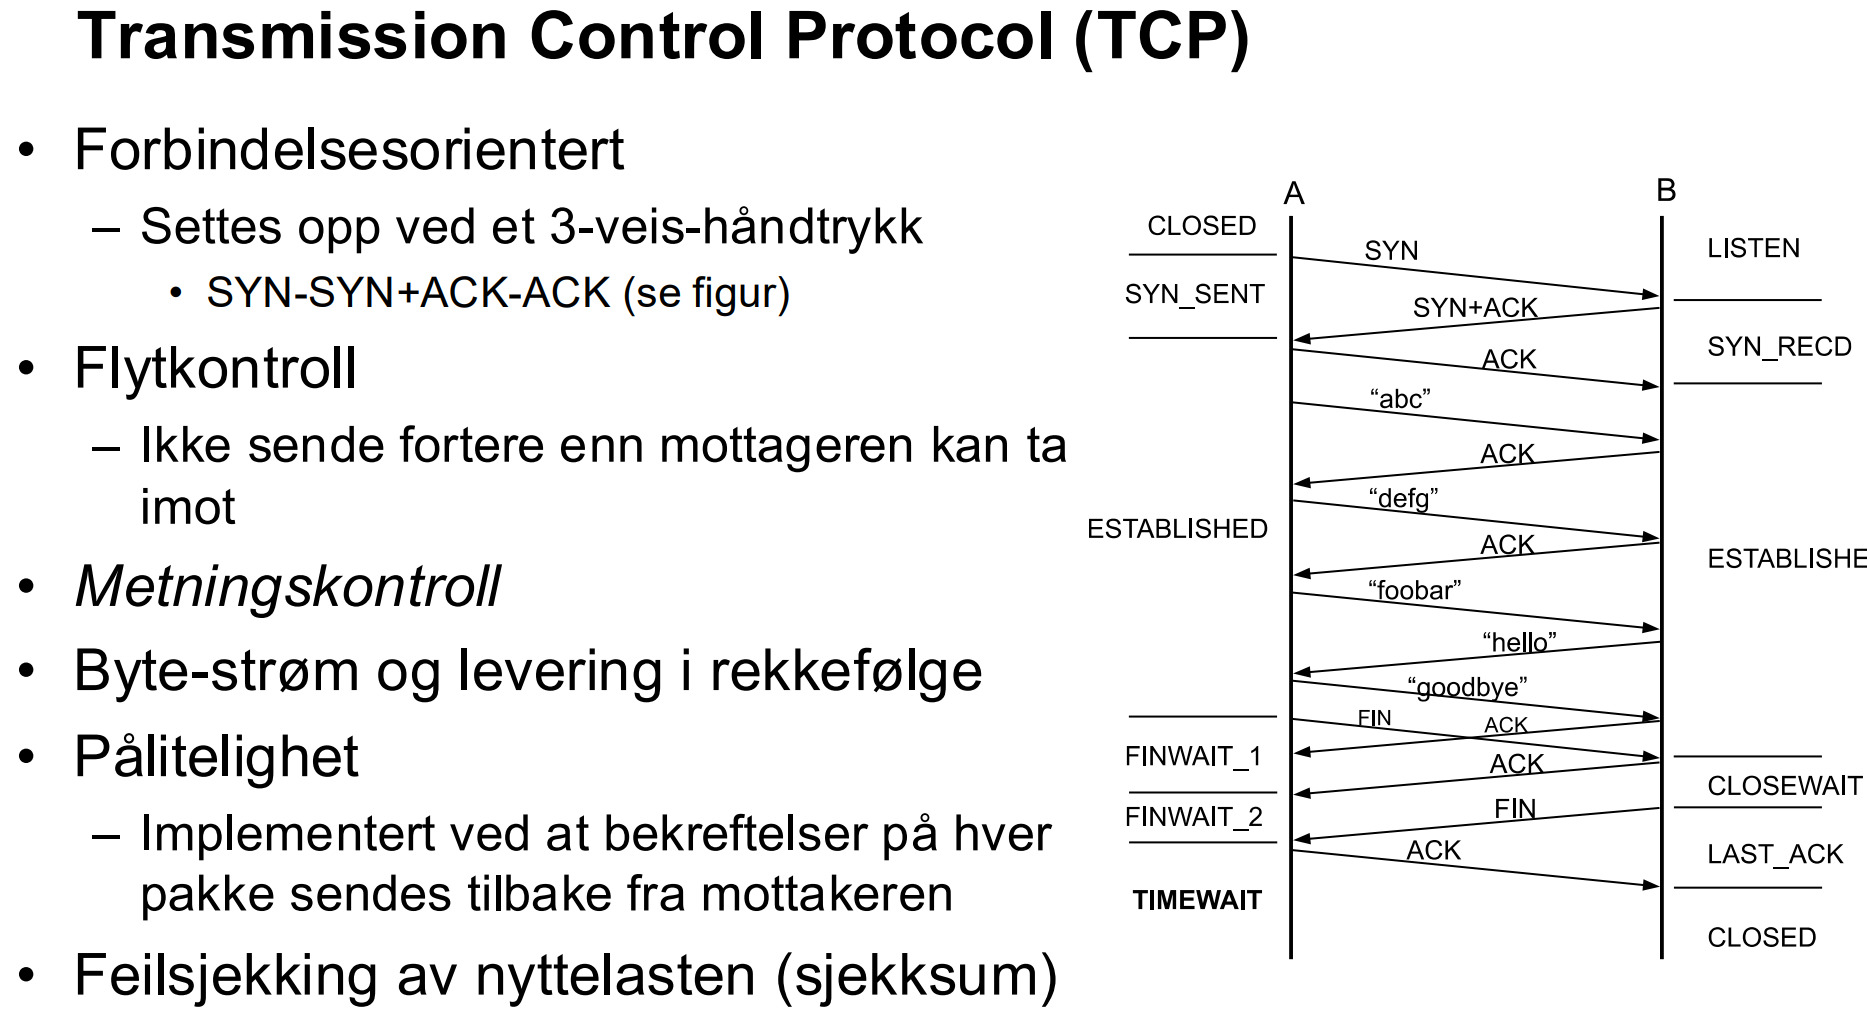 Transmission Control Protocol (TCP)
• Forbindelsesorientert
– Settes opp ved et 3-veis-håndtrykk
• SYN-SYN+ACK-ACK (se figur)
• Flytkontroll
– Ikke sende fortere enn mottageren kan ta
imot
• Metningskontroll
• Byte-strøm og levering i rekkefølge
• Pålitelighet
– Implementert ved at bekreftelser på hver
pakke sendes tilbake fra mottakeren
• Feilsjekking av nyttelasten (sjekksum)
A
B
CLOSED
SYN
LISTEN
SYN_SENT
SYN+ACK
SYN_RECD
ACK
“abc”
ACK
“defg”
ESTABLISHED
ACK
ESTABLISHE
“foobar”
“hello”
“goodbye”
FIN
ACK
FINWAIT_1
ACK
CLOSEWAIT
FINWAIT_2
FIN
ACK
LAST_ACK
TIMEWAIT
CLOSED